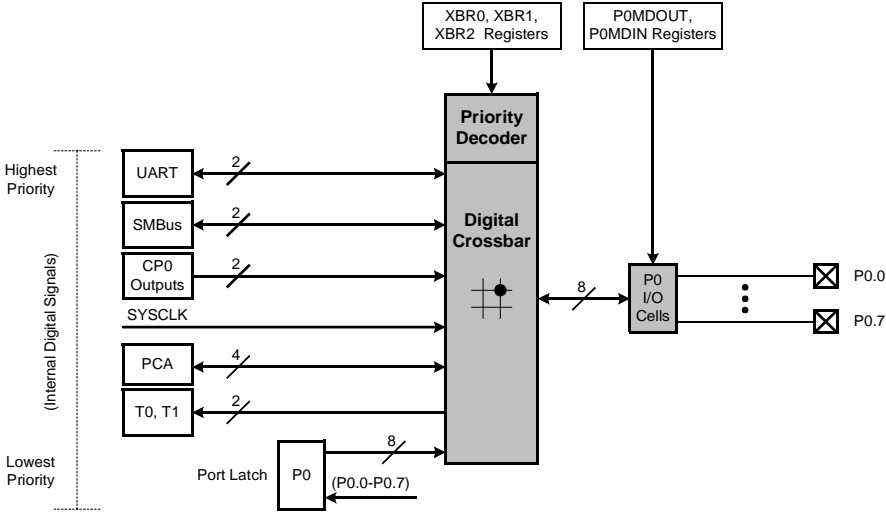 XBR0, XBR1,
XBR2 Registers
P0MDOUT,
P0MDIN Registers
Priority
Decoder
Highest
Priority
UART
2
SMBus
2
Digital
Crossbar
CP0
Outputs
2
8
P0
I/O
Cells
P0.0
P0.7
SYSCLK
(Internal Digital Signals)
PCA
4
T0, T1
2
Lowest
Priority
Port Latch
P0
8
(P0.0-P0.7)